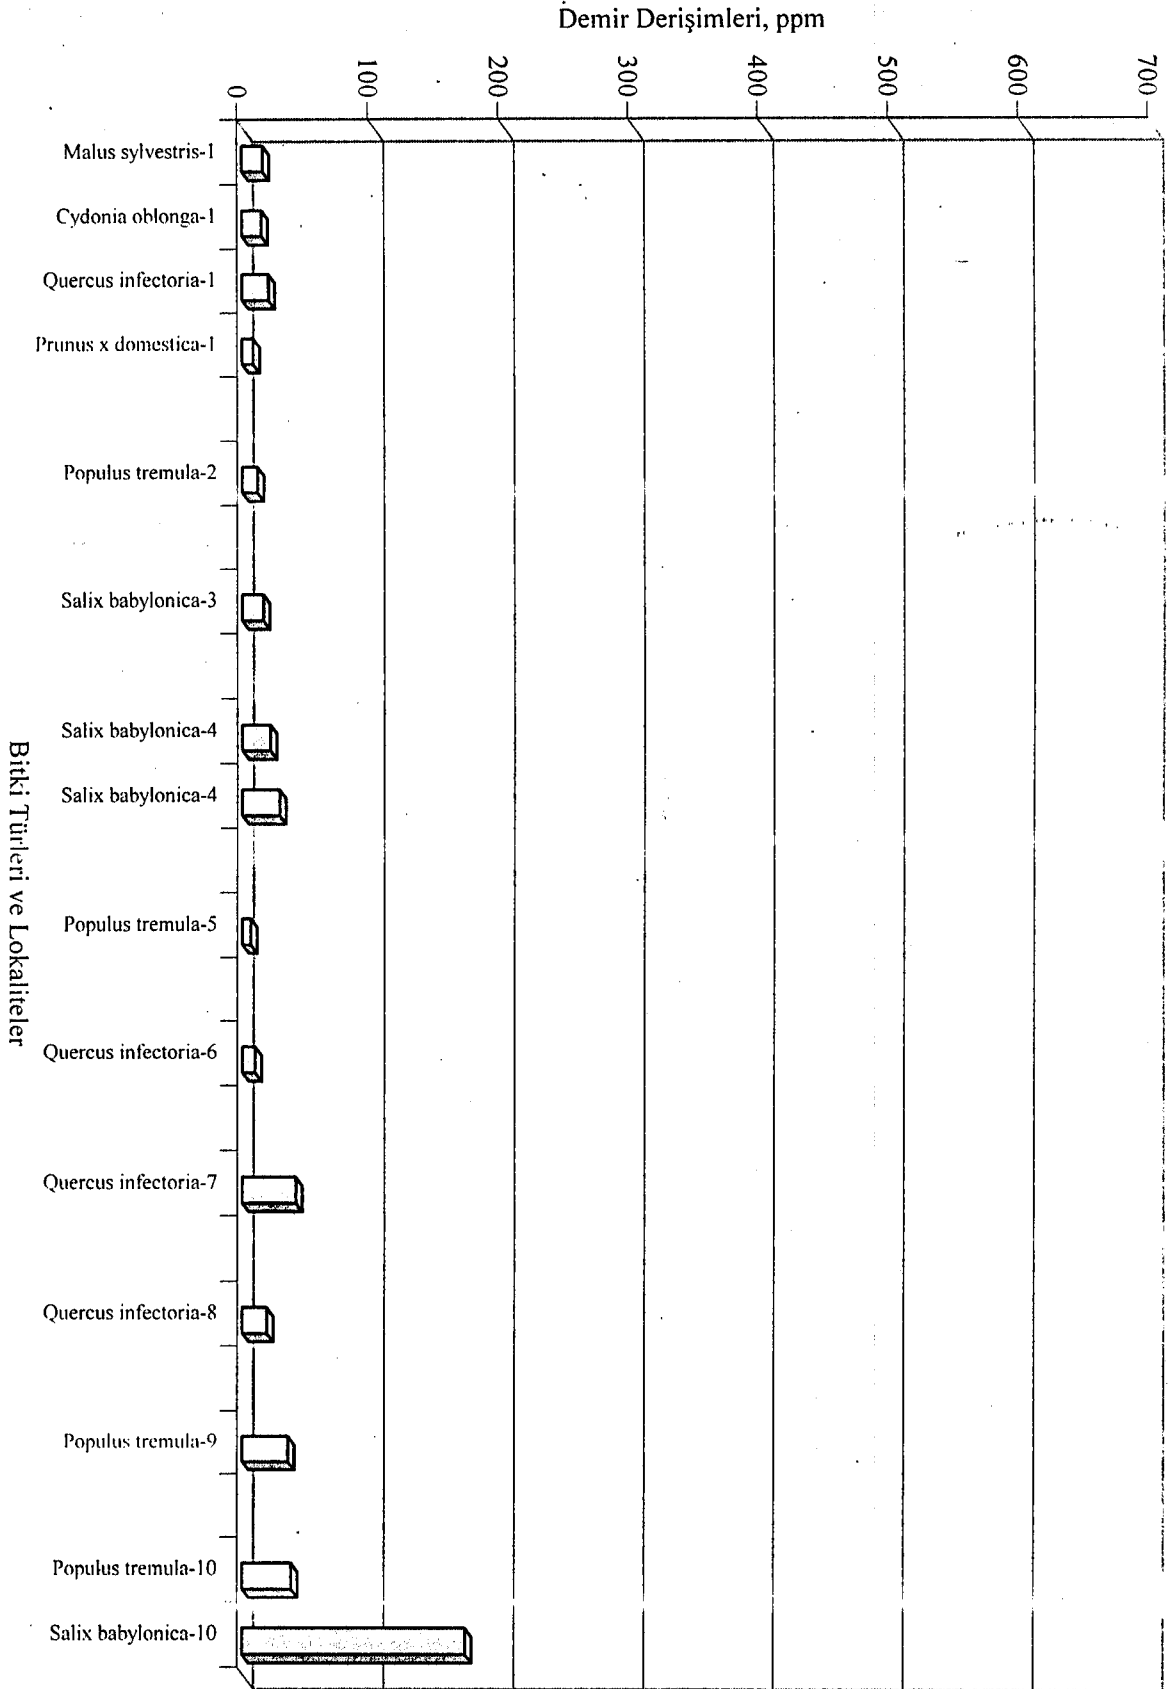 Demir Derişimleri, ppm
0
100
200
300
400
500
600
700
Malus sylvestris-1
Cydonia oblonga-1
Quercus infectoria-1
Prunus x domestica-1
Populus tremula-2
Salix babylonica-3
Salix babylonica-4
Salix babylonica-4
Populus tremula-5
Quercus infectoria-6
Quercus infectoria-7
Quercus infectoria-8
Populus tremula-9
Populus tremula-10
Salix babylonica-10
Bitki Türleri ve Lokaliteler